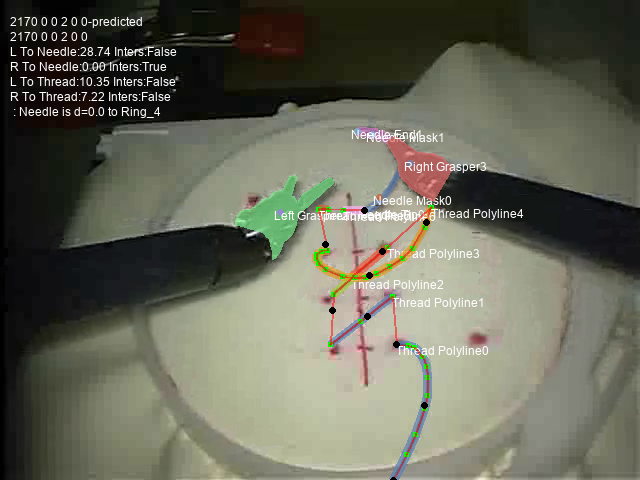 2170 0 0 2 0 0-predicted
2170 0 0 2 0 0
L To Needle:28.74 Inters:False
R To Needle:0.00 Inters:True
L To Thread:10.35 Inters:False
R To Thread:7.22 Inters:False
: Needle is d=0.0 to Ring_4
Needle End1
Needle Mask1
Right Grasper3
Needle Mask0
Left Grasper
Thread Polyline4
Thread Polyline3
Thread Polyline2
Thread Polyline1
Thread Polyline0